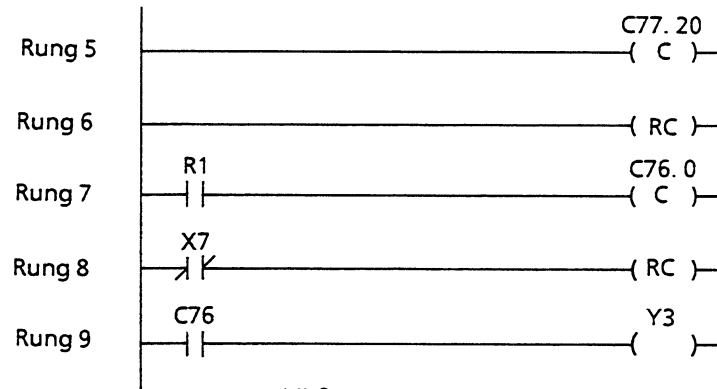 C77. 20
Rung 5 ( C )
Rung 6 ( RC )
R1 C76. 0
Rung 7 ( C )
X7
Rung 8 ( RC )
C76 Y3
Rung 9 ( )